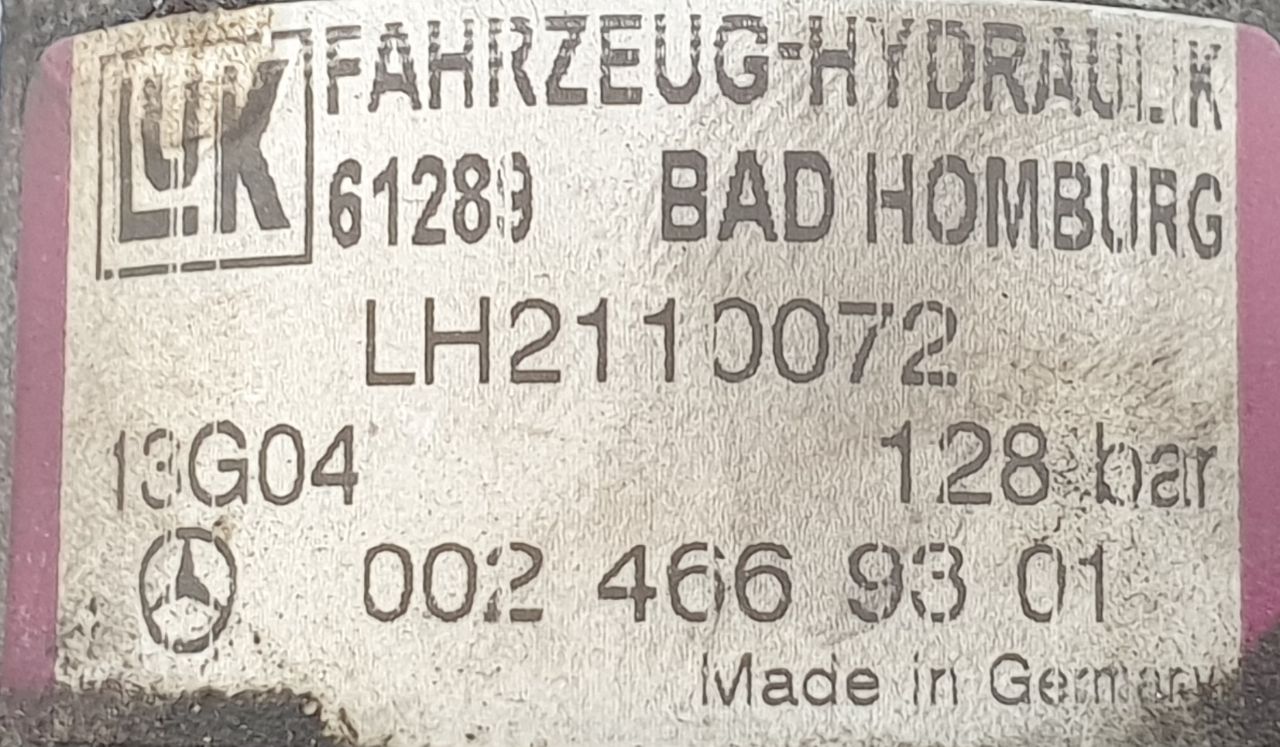 LuK FAHRZEUG-HYDRAULIK
61289 BAD HOMBURG
LH2110072
13G04 128 bar
002 466 93 01
Made in Germany